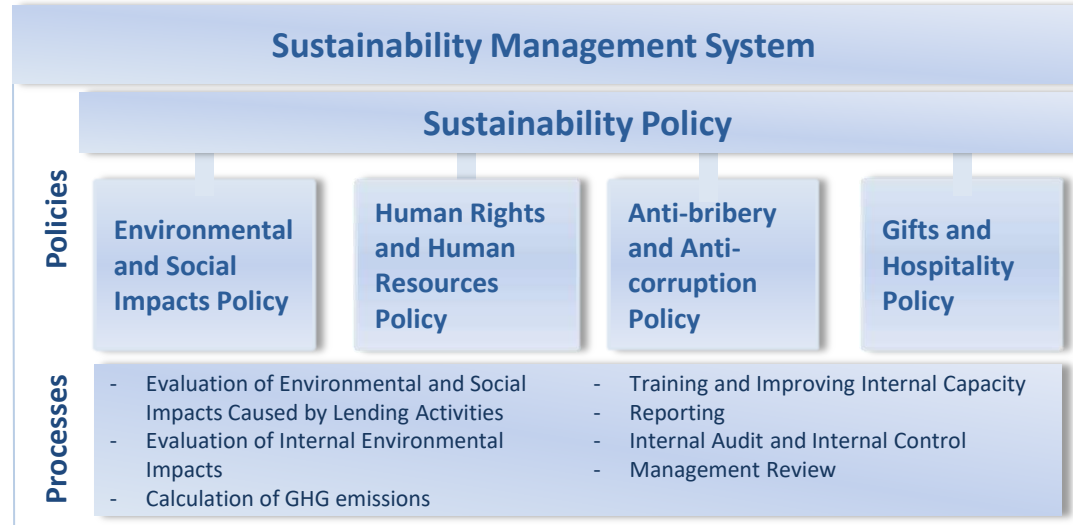 Sustainability Management System
Sustainability Policy
Policies
Environmental
and Social
Impacts Policy
Human Rights
and Human
Resources
Policy
Anti-bribery
and Anti-
corruption
Policy
Gifts and
Hospitality
Policy
Processes
- Evaluation of Environmental and Social
Impacts Caused by Lending Activities
- Evaluation of Internal Environmental
Impacts
- Calculation of GHG emissions
- Training and Improving Internal Capacity
- Reporting
- Internal Audit and Internal Control
- Management Review